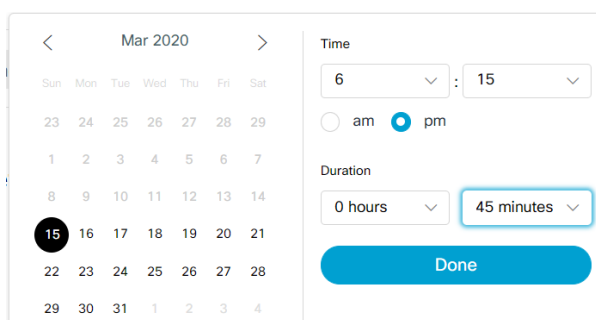 Mar 2020
Sun Mon Tue Wed Thu Fri Sat
23 24 25 26 27 28 29
1 2 3 4 5 6 7
8 9 10 11 12 13 14
15 16 17 18 19 20 21
22 23 24 25 26 27 28
29 30 31 1 2 3 4
Time
6 : 15
am pm
Duration
0 hours 45 minutes
Done